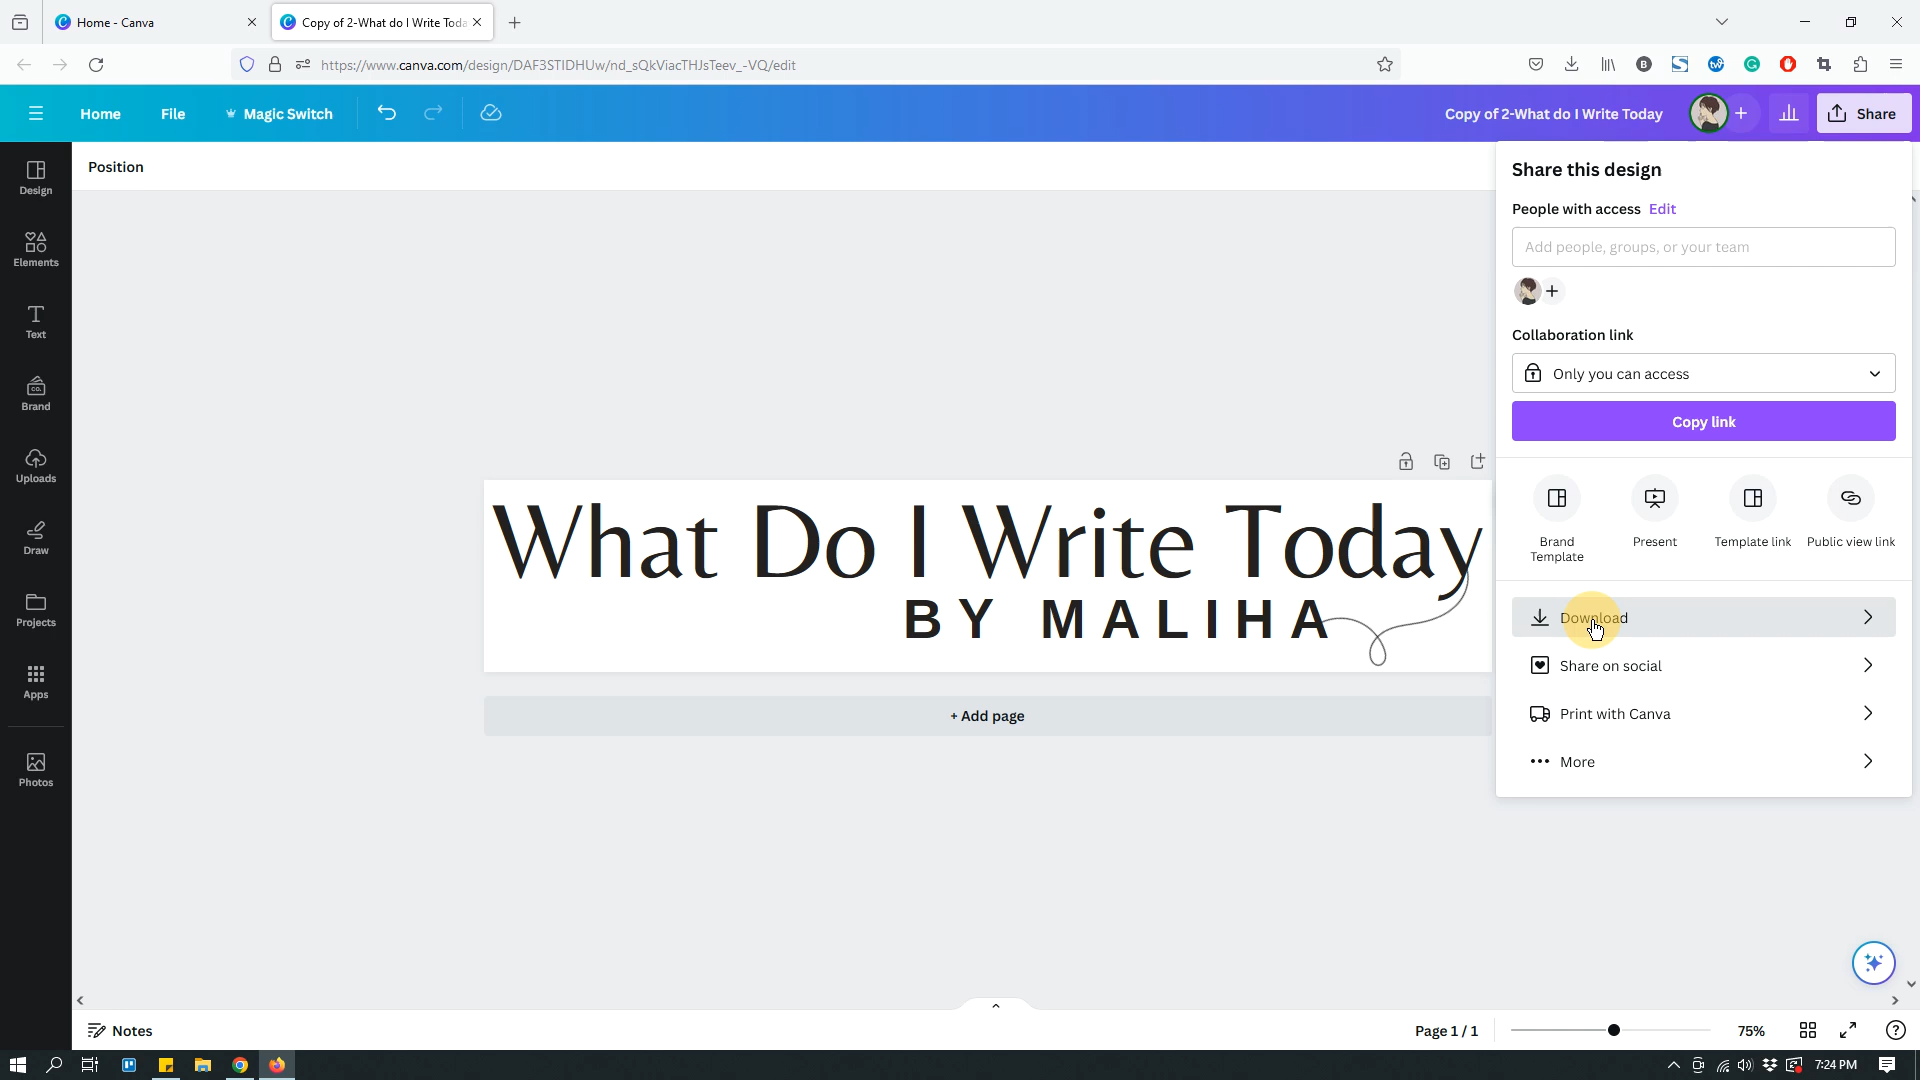 Home - Canva
Copy of 2-What do I Write Toda
https://www.canva.com/design/DAF3STIDHUw/nd_sQkViacTHJsTeev_-VQ/edit
Home
File
Magic Switch
Copy of 2-What do I Write Today
Share
Position
Design
Elements
Text
Brand
Uploads
Draw
Projects
Apps
Photos
What Do I Write Today
BY MALIHA
+ Add page
Share this design
People with access Edit
Add people, groups, or your team
Collaboration link
Only you can access
Copy link
Brand
Template
Present
Template link
Public view link
Download
Share on social
Print with Canva
More
Notes
Page 1 / 1
75%
7:24 PM